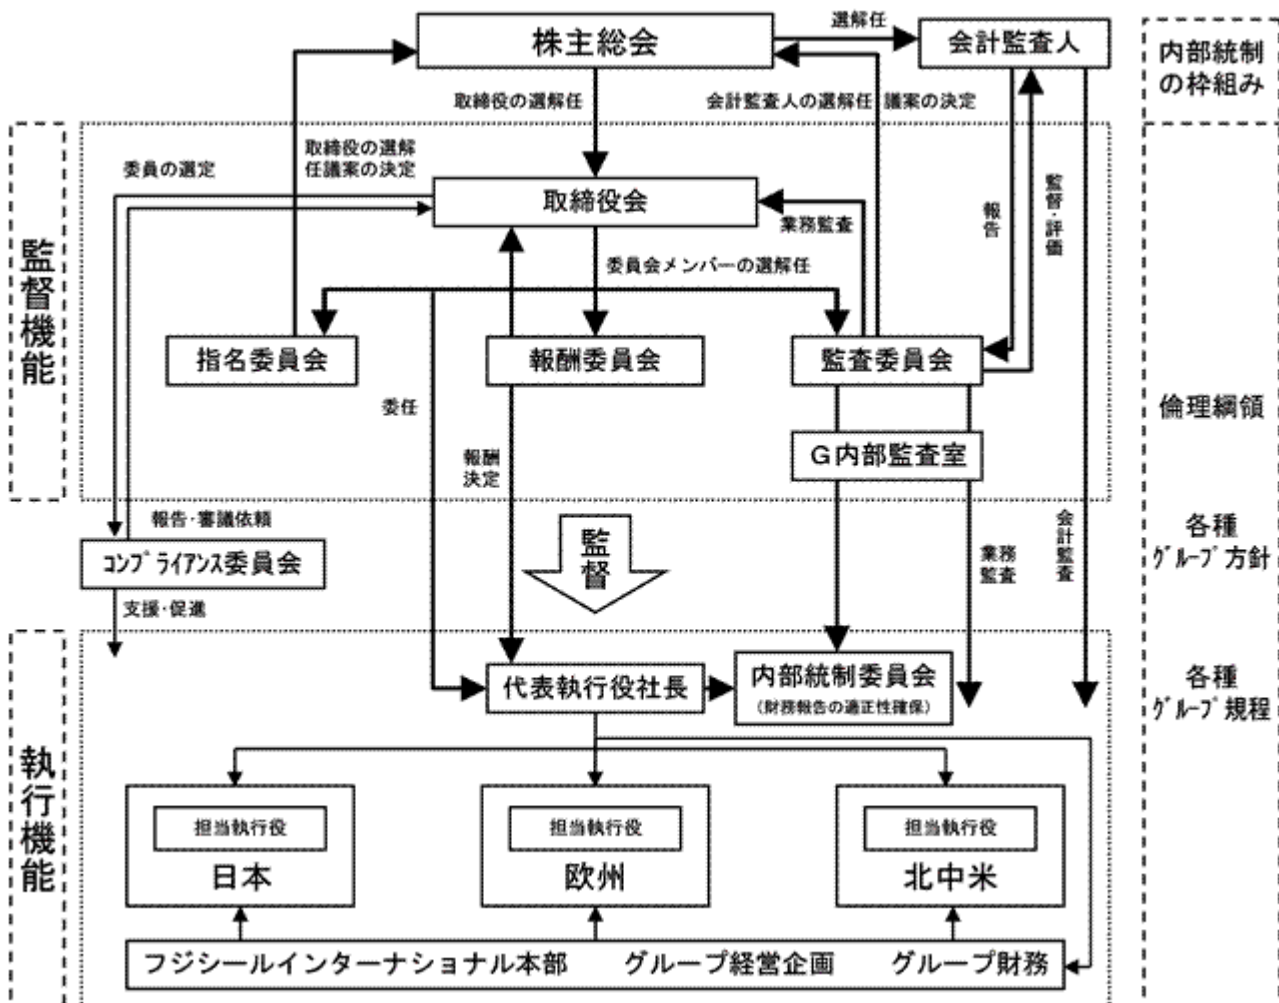 株主総会
選解任
会計監査人
内部統制
の枠組み
取締役の選解任
会計監査人の選解任 議案の決定
監督機能
委員の選定
取締役の選解
任議案の決定
取締役会
業務監査
報告
監督・評価
委員会メンバーの選解任
指名委員会
報酬委員会
監査委員会
委任
倫理綱領
報酬
決定
G内部監査室
報告・審議依頼
監督
業務
監査
会計監査
各種
グループ方針
コンプライアンス委員会
支援・促進
執行機能
代表執行役社長
内部統制委員会
(財務報告の適正性確保)
各種
グループ規程
担当執行役
日本
担当執行役
欧州
担当執行役
北中米
フジシールインターナショナル本部 グループ経営企画 グループ財務